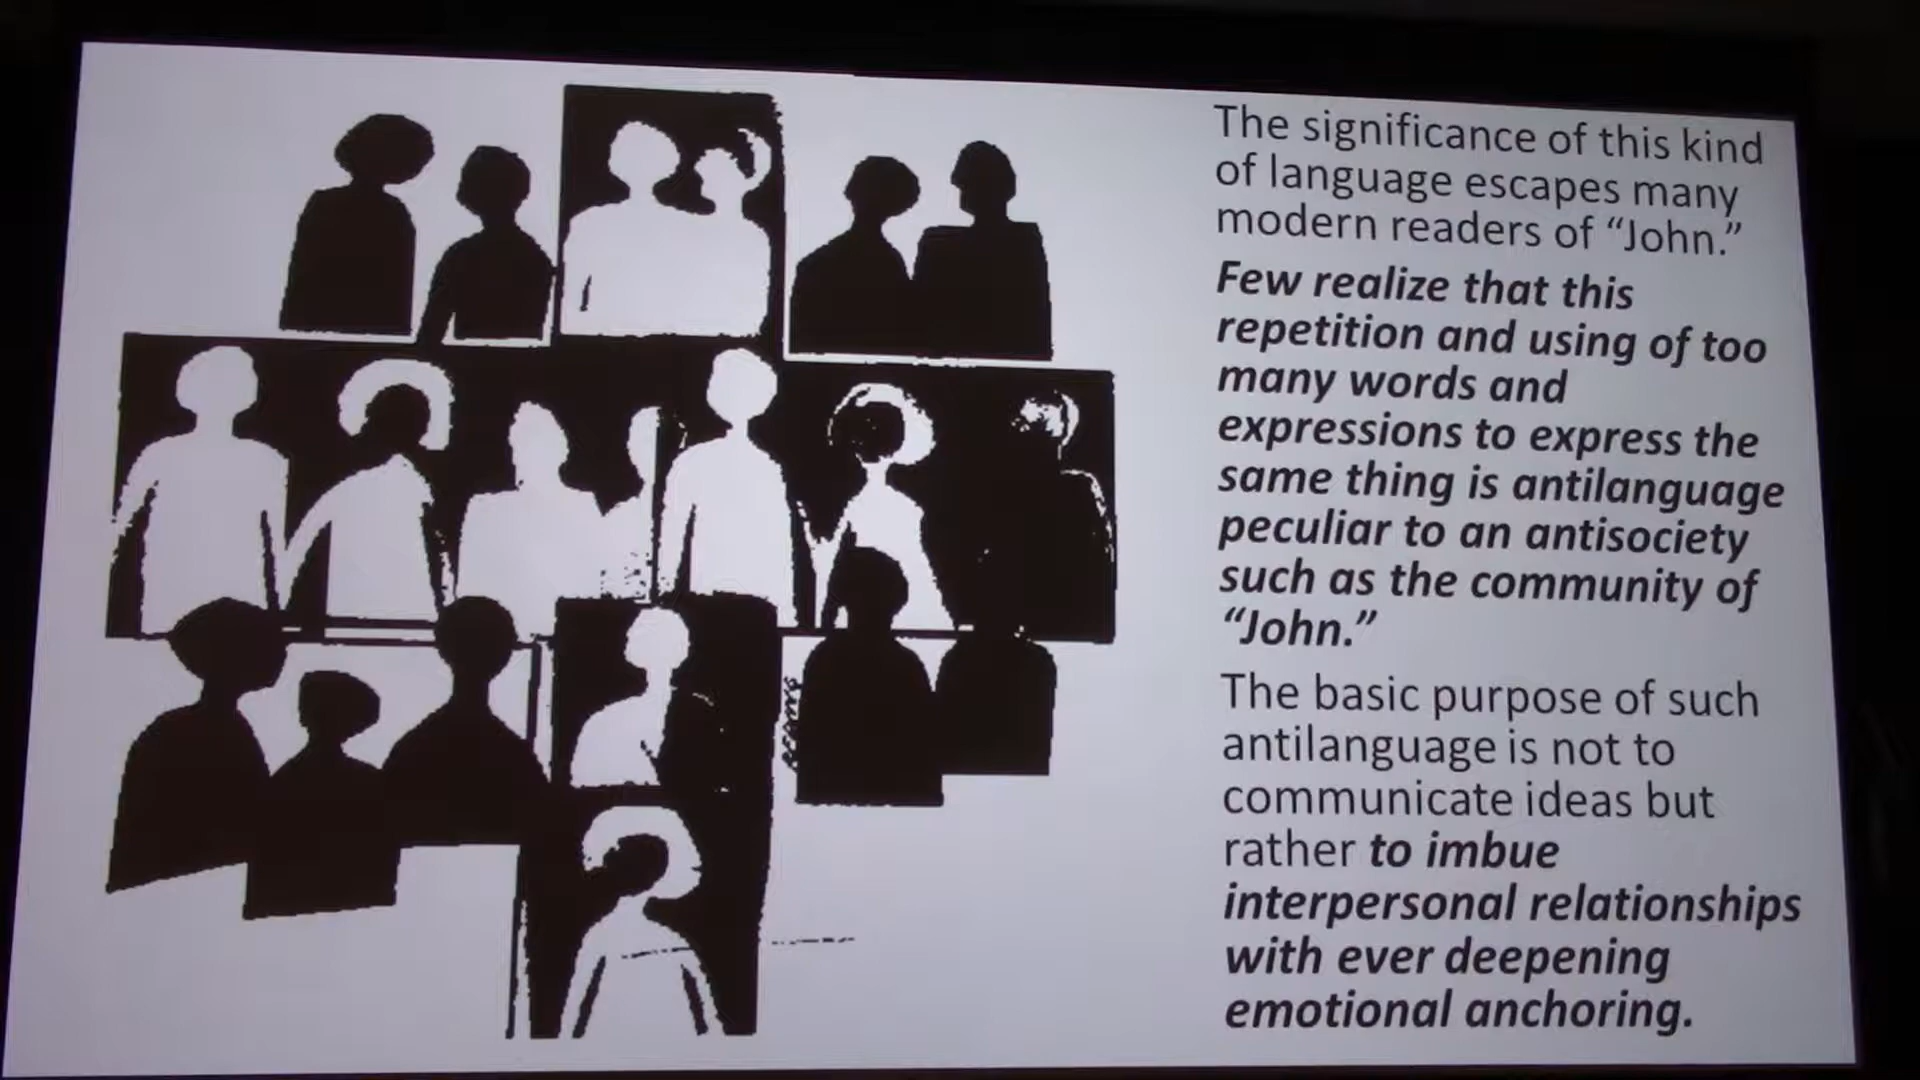 The significance of this kind
of language escapes many
modern readers of “John.”
Few realize that this
repetition and using of too
many words and
expressions to express the
same thing is antilanguage
peculiar to an antisociety
such as the community of
“John.”
The basic purpose of such
antilanguage is not to
communicate ideas but
rather to imbue
interpersonal relationships
with ever deepening
emotional anchoring.